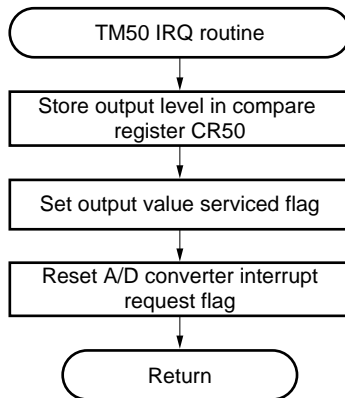 TM50 IRQ routine
Store output level in compare
register CR50
Set output value serviced flag
Reset A/D converter interrupt
request flag
Return